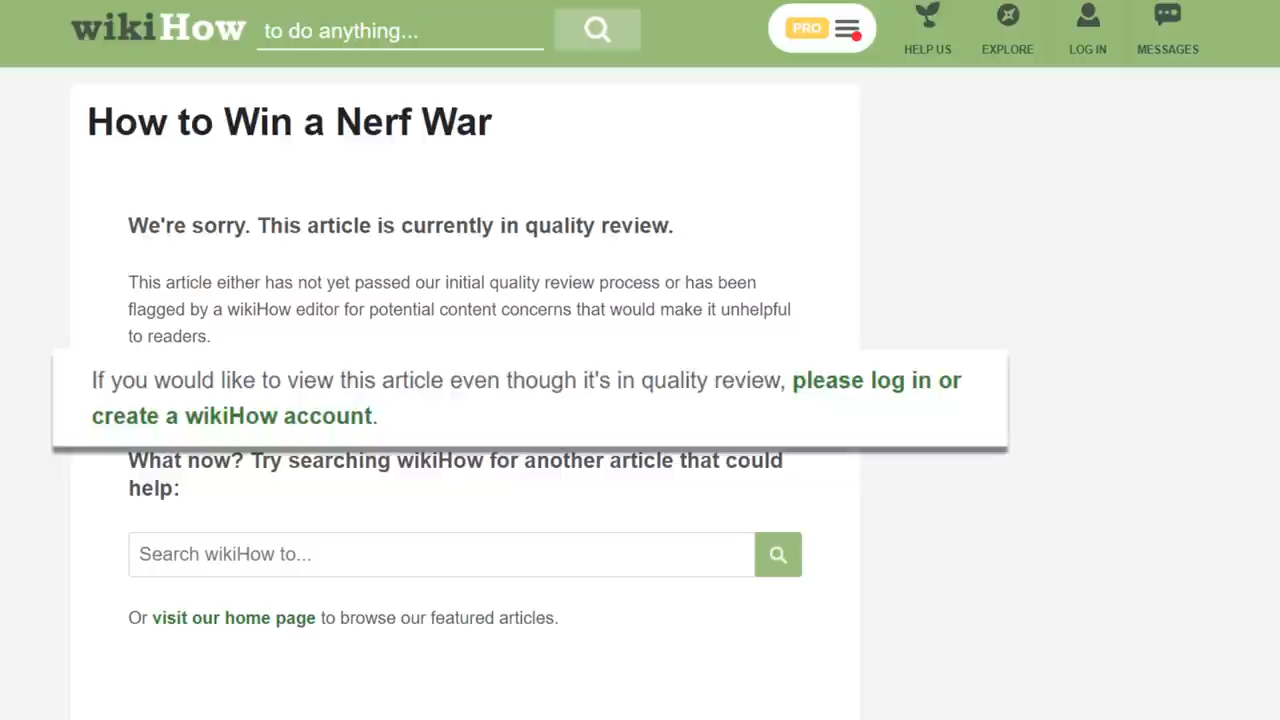 wikiHow to do anything...
PRO
HELP US EXPLORE LOG IN MESSAGES
How to Win a Nerf War
We're sorry. This article is currently in quality review.
This article either has not yet passed our initial quality review process or has been
flagged by a wikiHow editor for potential content concerns that would make it unhelpful
to readers.
If you would like to view this article even though it's in quality review, please log in or
create a wikiHow account.
What now? Try searching wikiHow for another article that could
help:
Search wikiHow to...
Or visit our home page to browse our featured articles.